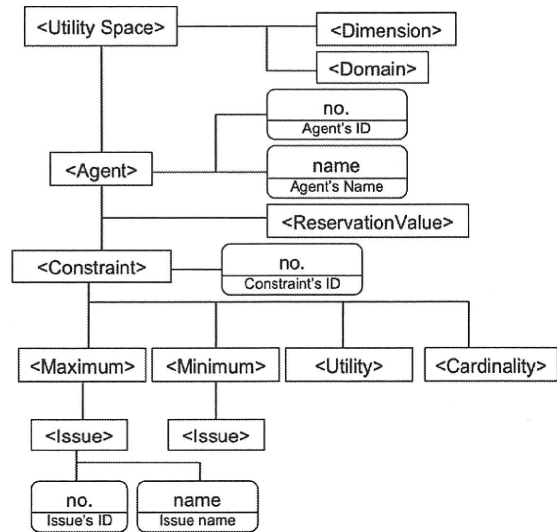 <Utility Space>
<Dimension>
<Domain>
no.
Agent's ID
<Agent>
name
Agent's Name
<ReservationValue>
<Constraint>
no.
Constraint's ID
<Maximum>
<Minimum>
<Utility>
<Cardinality>
<Issue>
<Issue>
no.
Issue's ID
name
Issue name